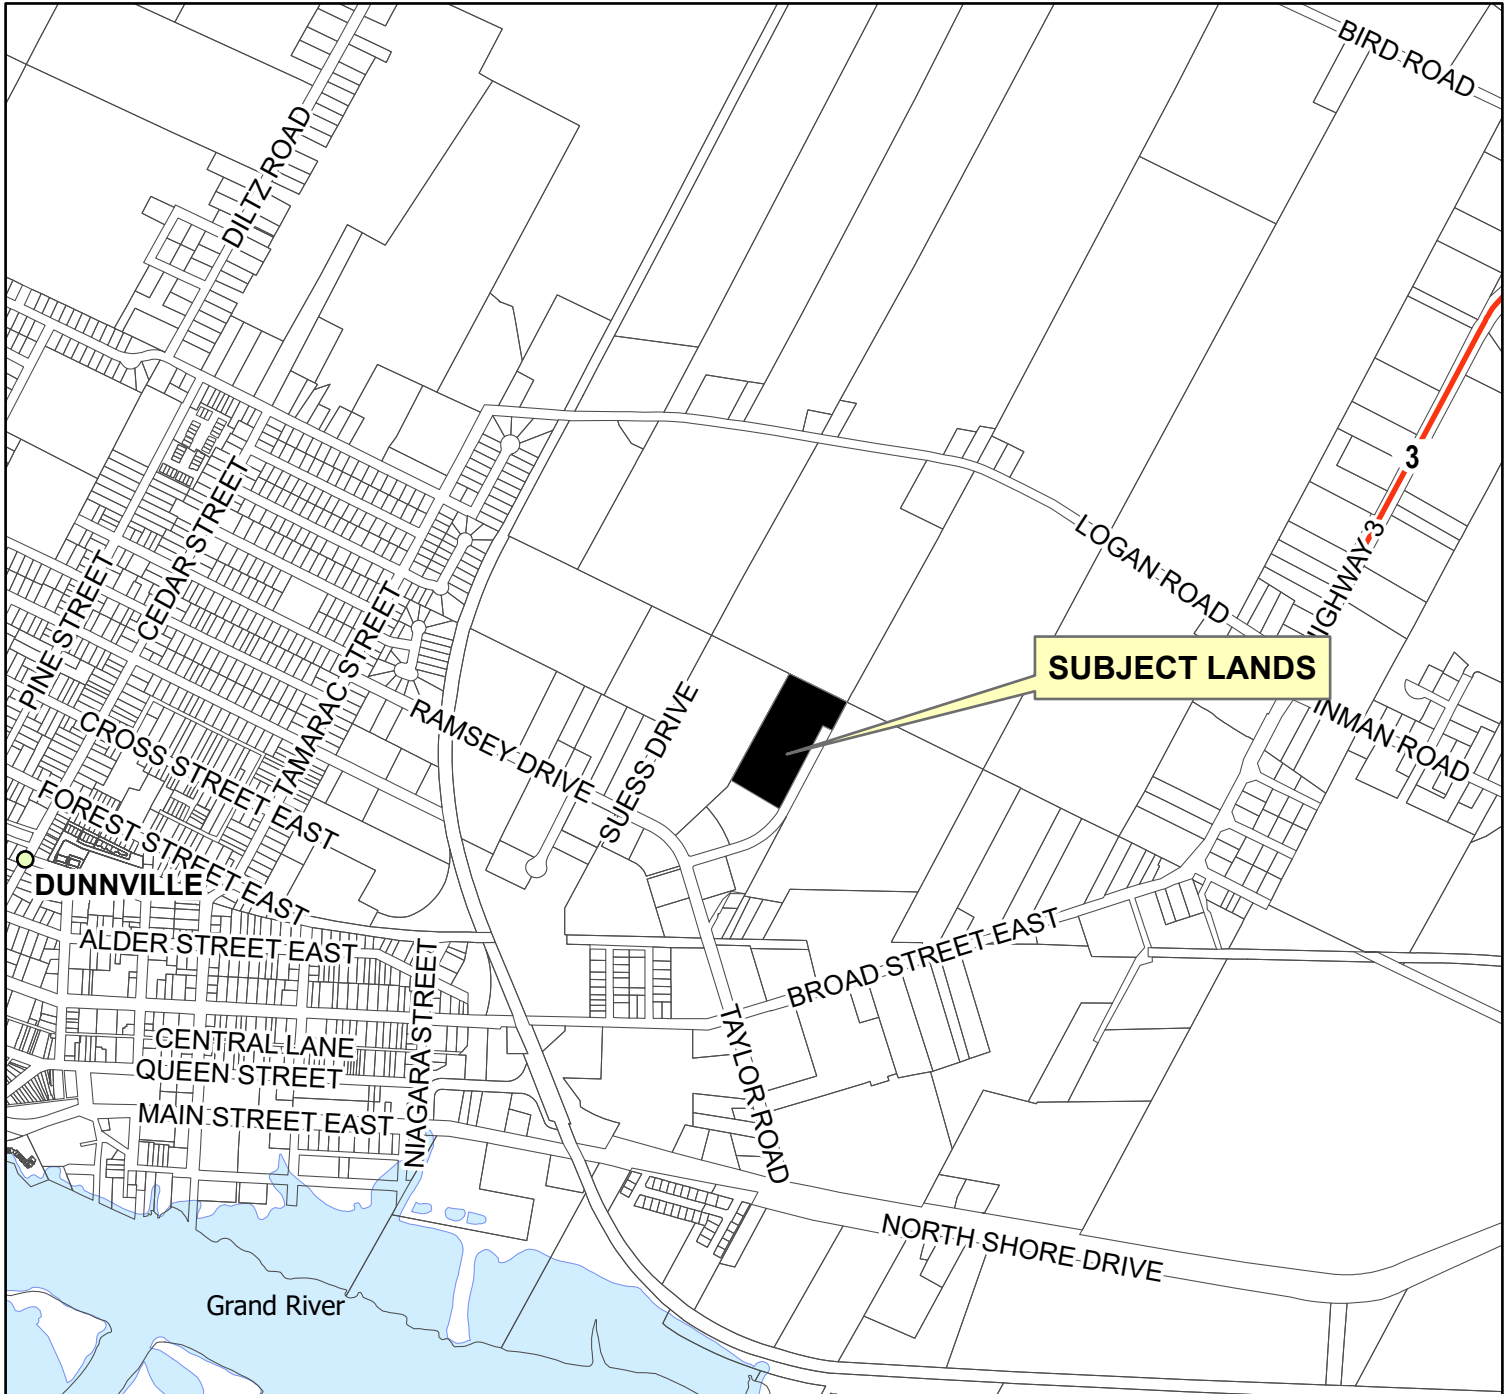 BIRD ROAD
DILTZ ROAD
3
HIGHWAY 3
LOGAN ROAD
CEDAR STREET
PINE STREET
TAMARAC STREET
SUBJECT LANDS
INMAN ROAD
RAMSEY DRIVE
SUESS DRIVE
CROSS STREET EAST
FOREST STREET EAST
DUNNVILLE
ALDER STREET EAST
BROAD STREET EAST
NIAGARA STREET
TAYLOR ROAD
CENTRAL LANE
QUEEN STREET
MAIN STREET EAST
NORTH SHORE DRIVE
Grand River